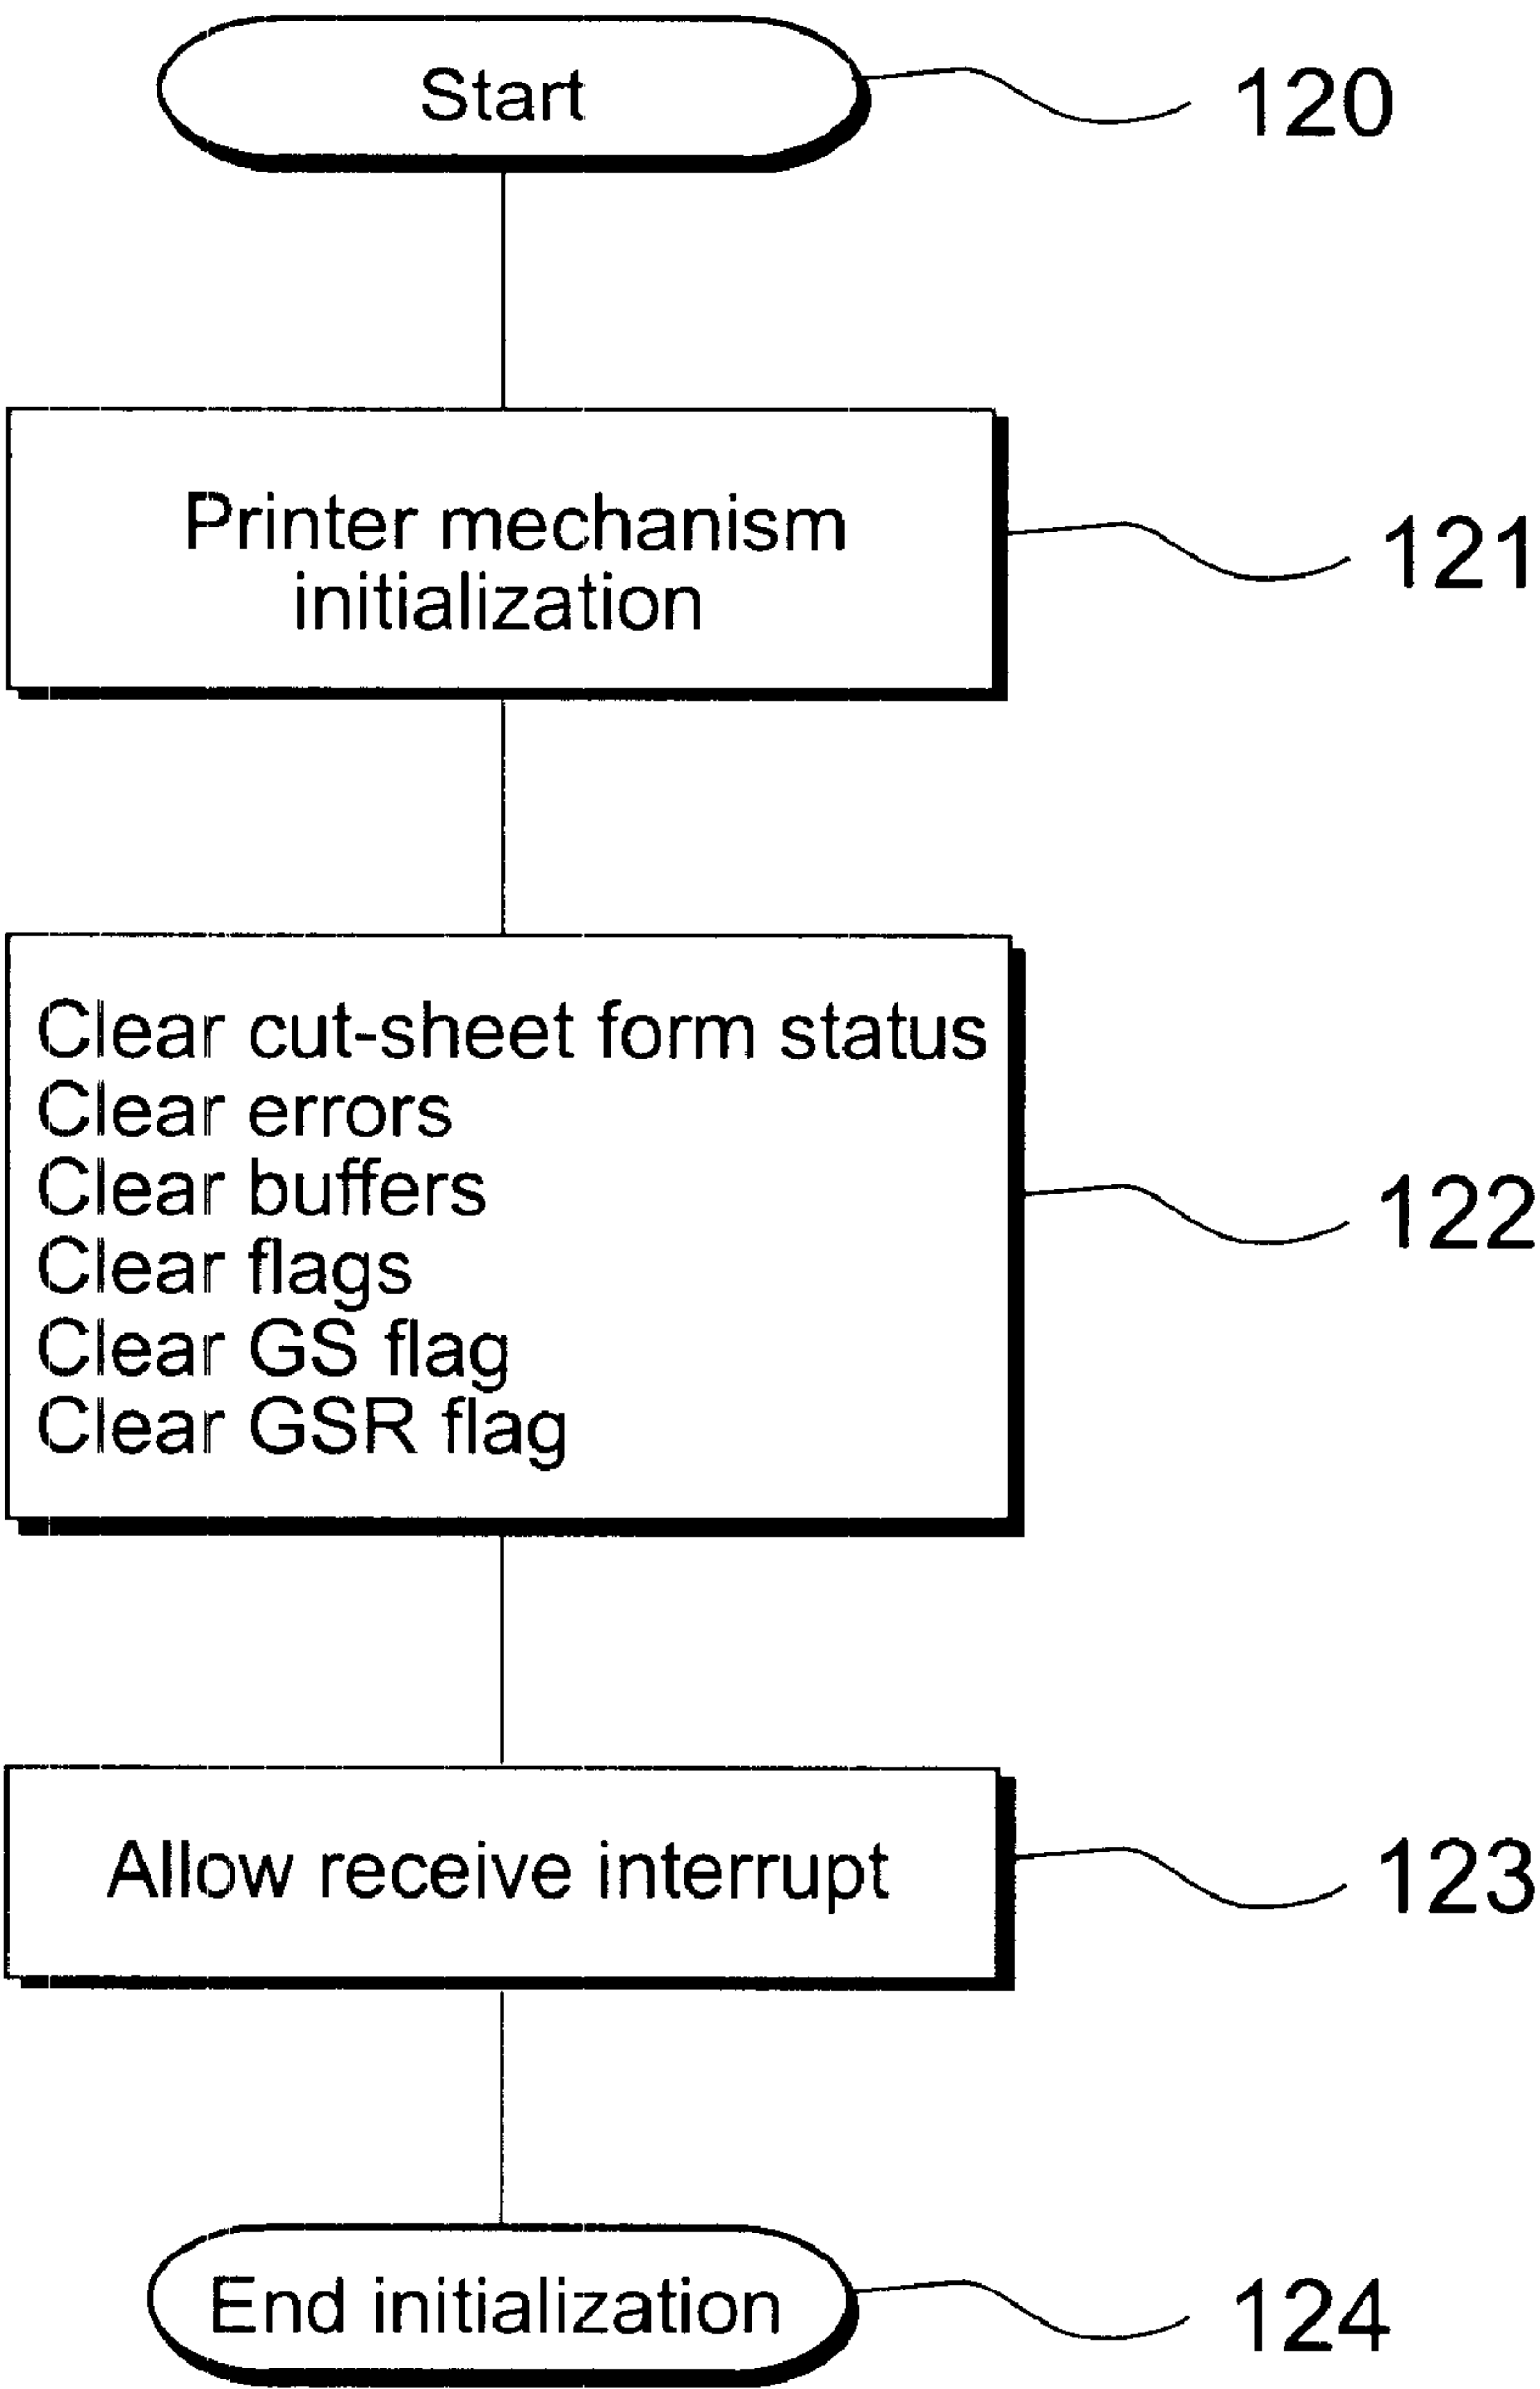 Start
120
Printer mechanism
initialization
121
Clear cut-sheet form status
Clear errors
Clear buffers
Clear flags
Clear GS flag
Clear GSR flag
122
Allow receive interrupt
123
End initialization
124